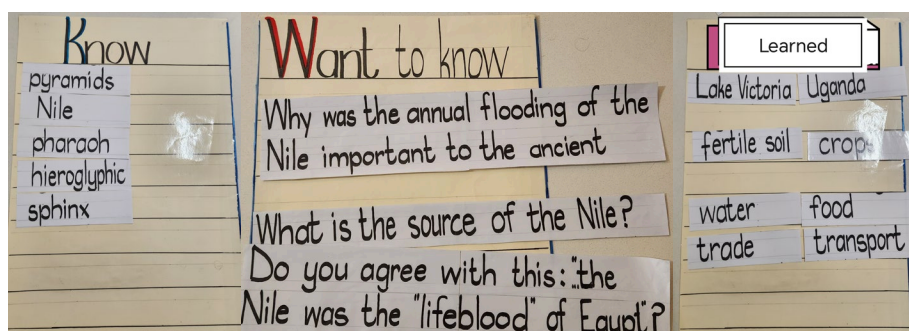 Know
pyramids
Nile
pharaoh
hieroglyphic
sphinx
Want to know
Why was the annual flooding of the
Nile important to the ancient
What is the source of the Nile?
Do you agree with this: "the
Nile was the "lifeblood" of Egypt"?
Learned
Lake Victoria Uganda
fertile soil crops
water food
trade transport